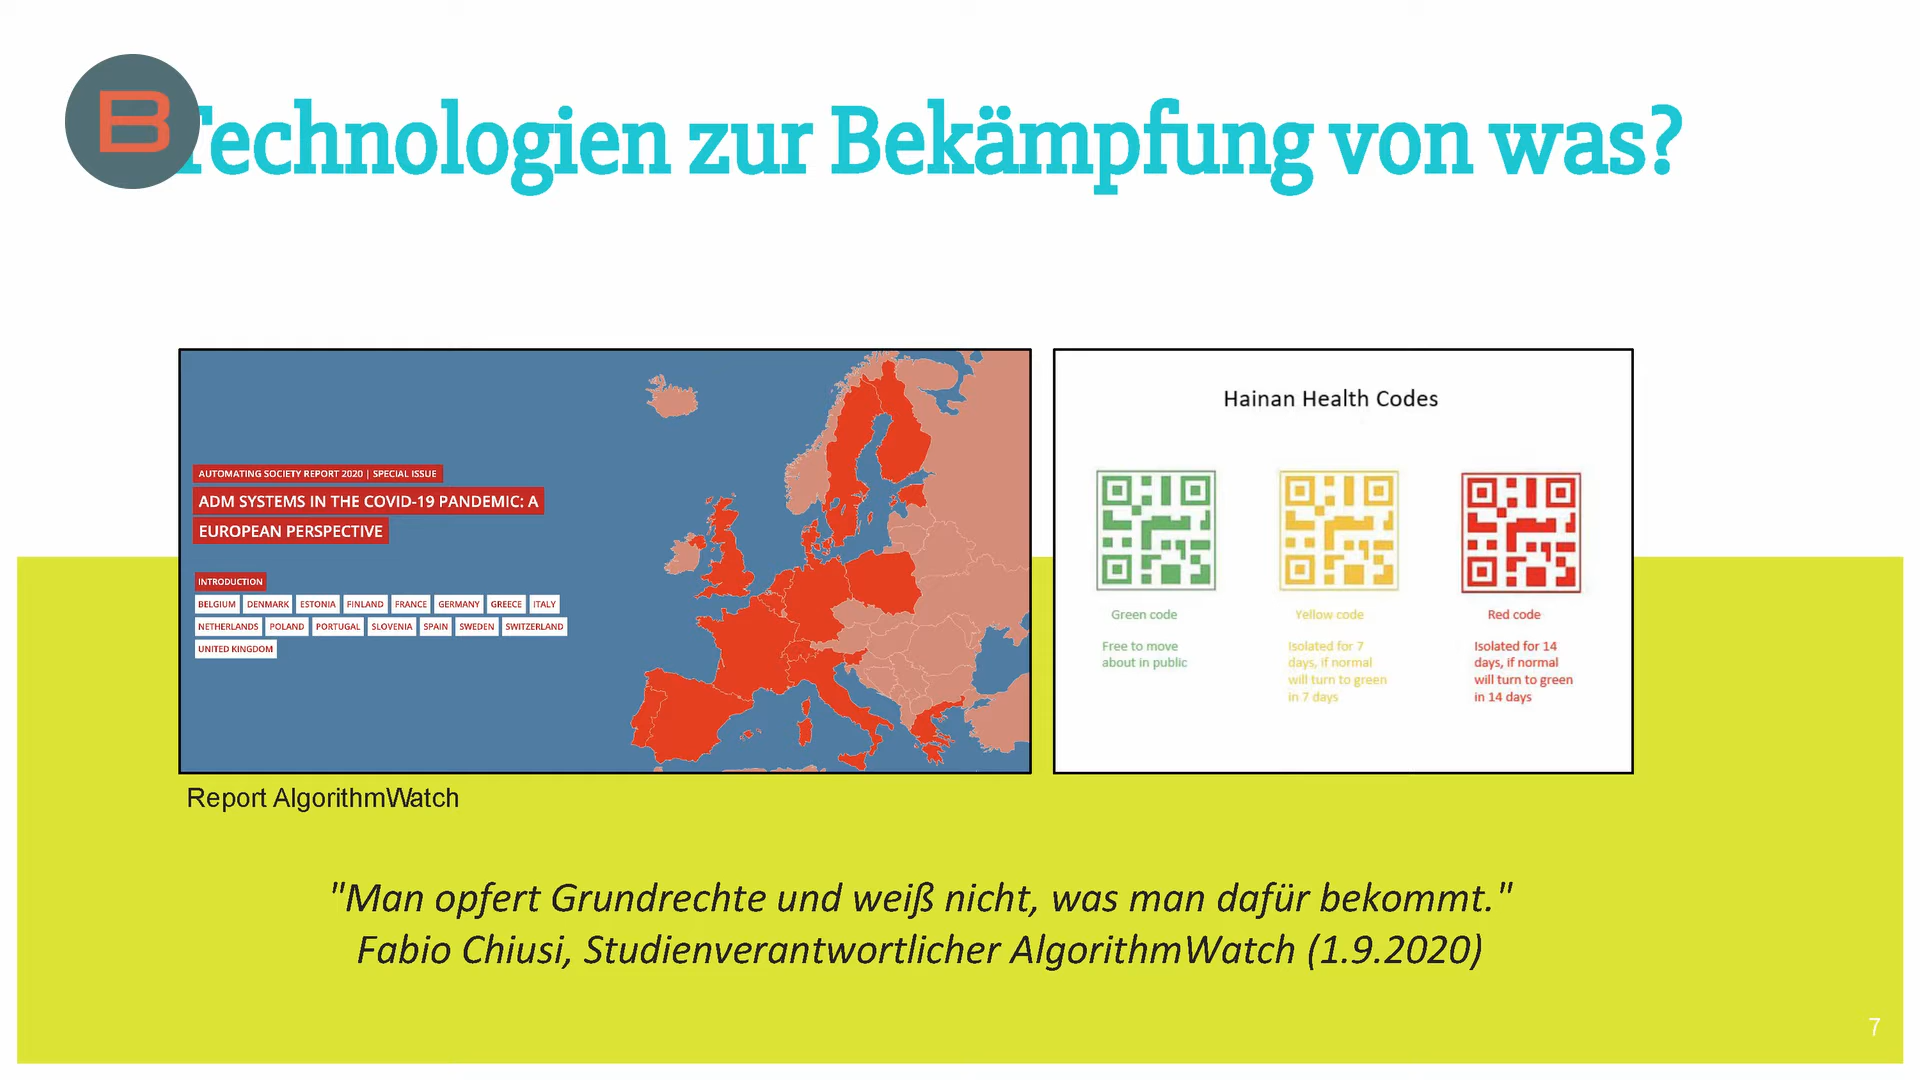 B
Technologien zur Bekämpfung von was?
AUTOMATING SOCIETY REPORT 2020 | SPECIAL ISSUE
ADM SYSTEMS IN THE COVID-19 PANDEMIC: A
EUROPEAN PERSPECTIVE
INTRODUCTION
BELGIUM DENMARK ESTONIA FINLAND FRANCE GERMANY GREECE ITALY
NETHERLANDS POLAND PORTUGAL SLOVENIA SPAIN SWEDEN SWITZERLAND
UNITED KINGDOM
Report AlgorithmWatch
Hainan Health Codes
Green code
Free to move
about in public
Yellow code
Isolated for 7
days, if normal
will turn to green
in 7 days
Red code
Isolated for 14
days, if normal
will turn to green
in 14 days
"Man opfert Grundrechte und weiß nicht, was man dafür bekommt."
Fabio Chiusi, Studienverantwortlicher AlgorithmWatch (1.9.2020)
7